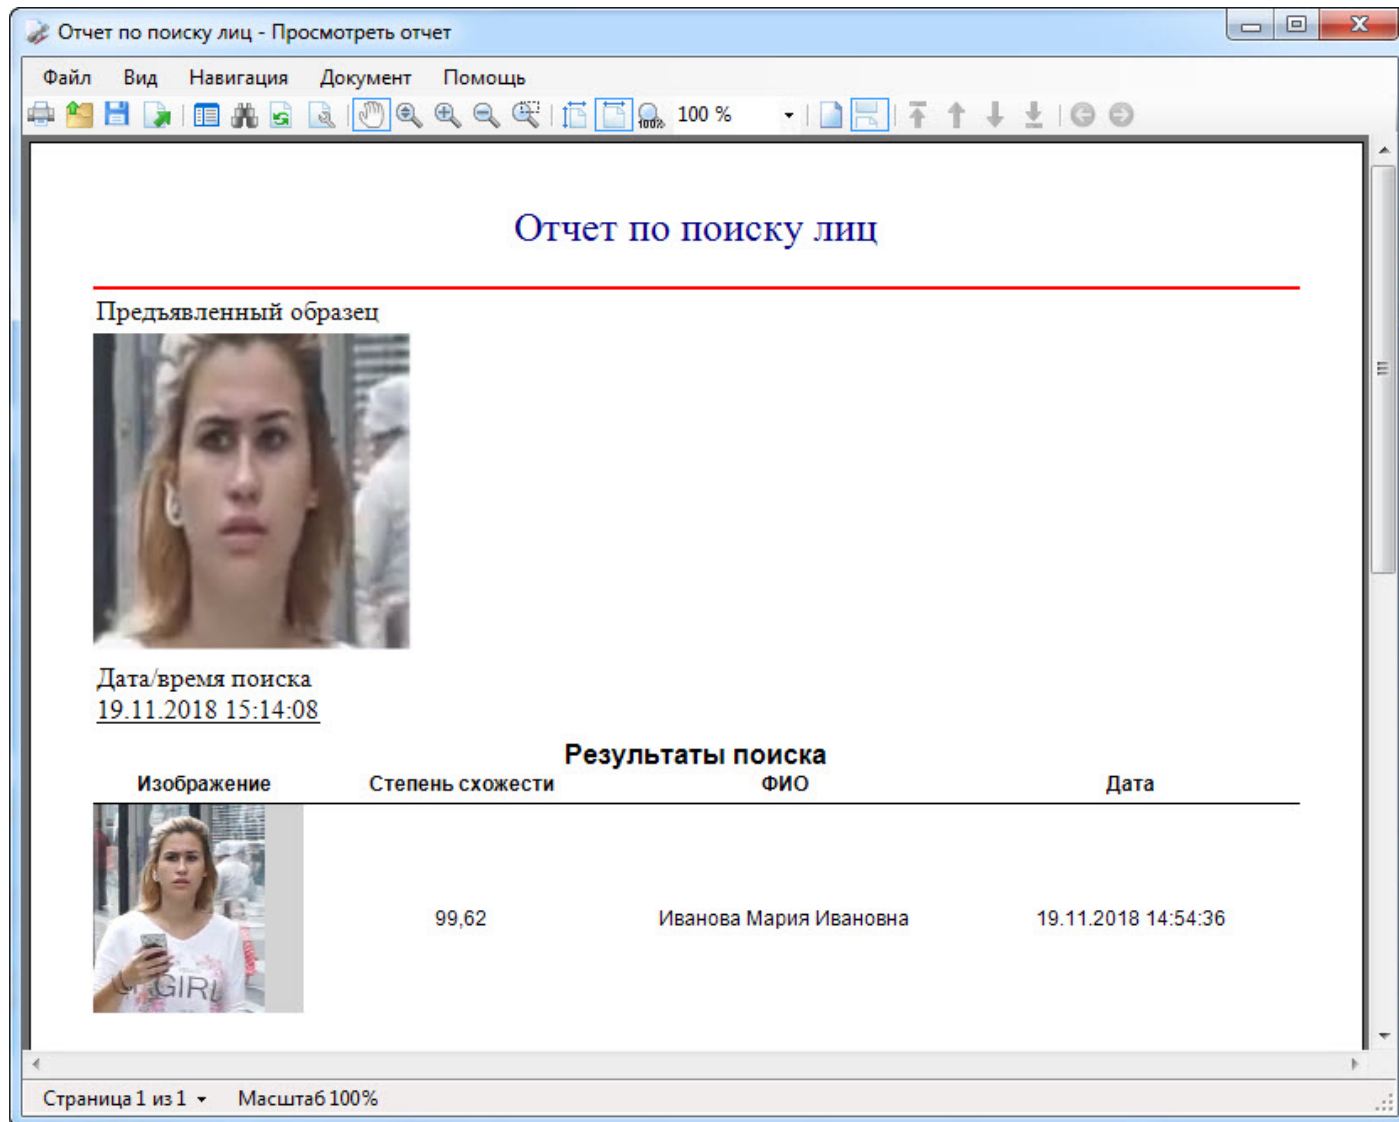 Отчет по поиску лиц - Просмотреть отчет
Файл Вид Навигация Документ Помощь
100% 100 %
Отчет по поиску лиц
Предъявленный образец
Дата/время поиска
19.11.2018 15:14:08
Результаты поиска
Изображение Степень схожести ФИО Дата
GIRL
99,62 Иванова Мария Ивановна 19.11.2018 14:54:36
Страница 1 из 1 Масштаб 100%